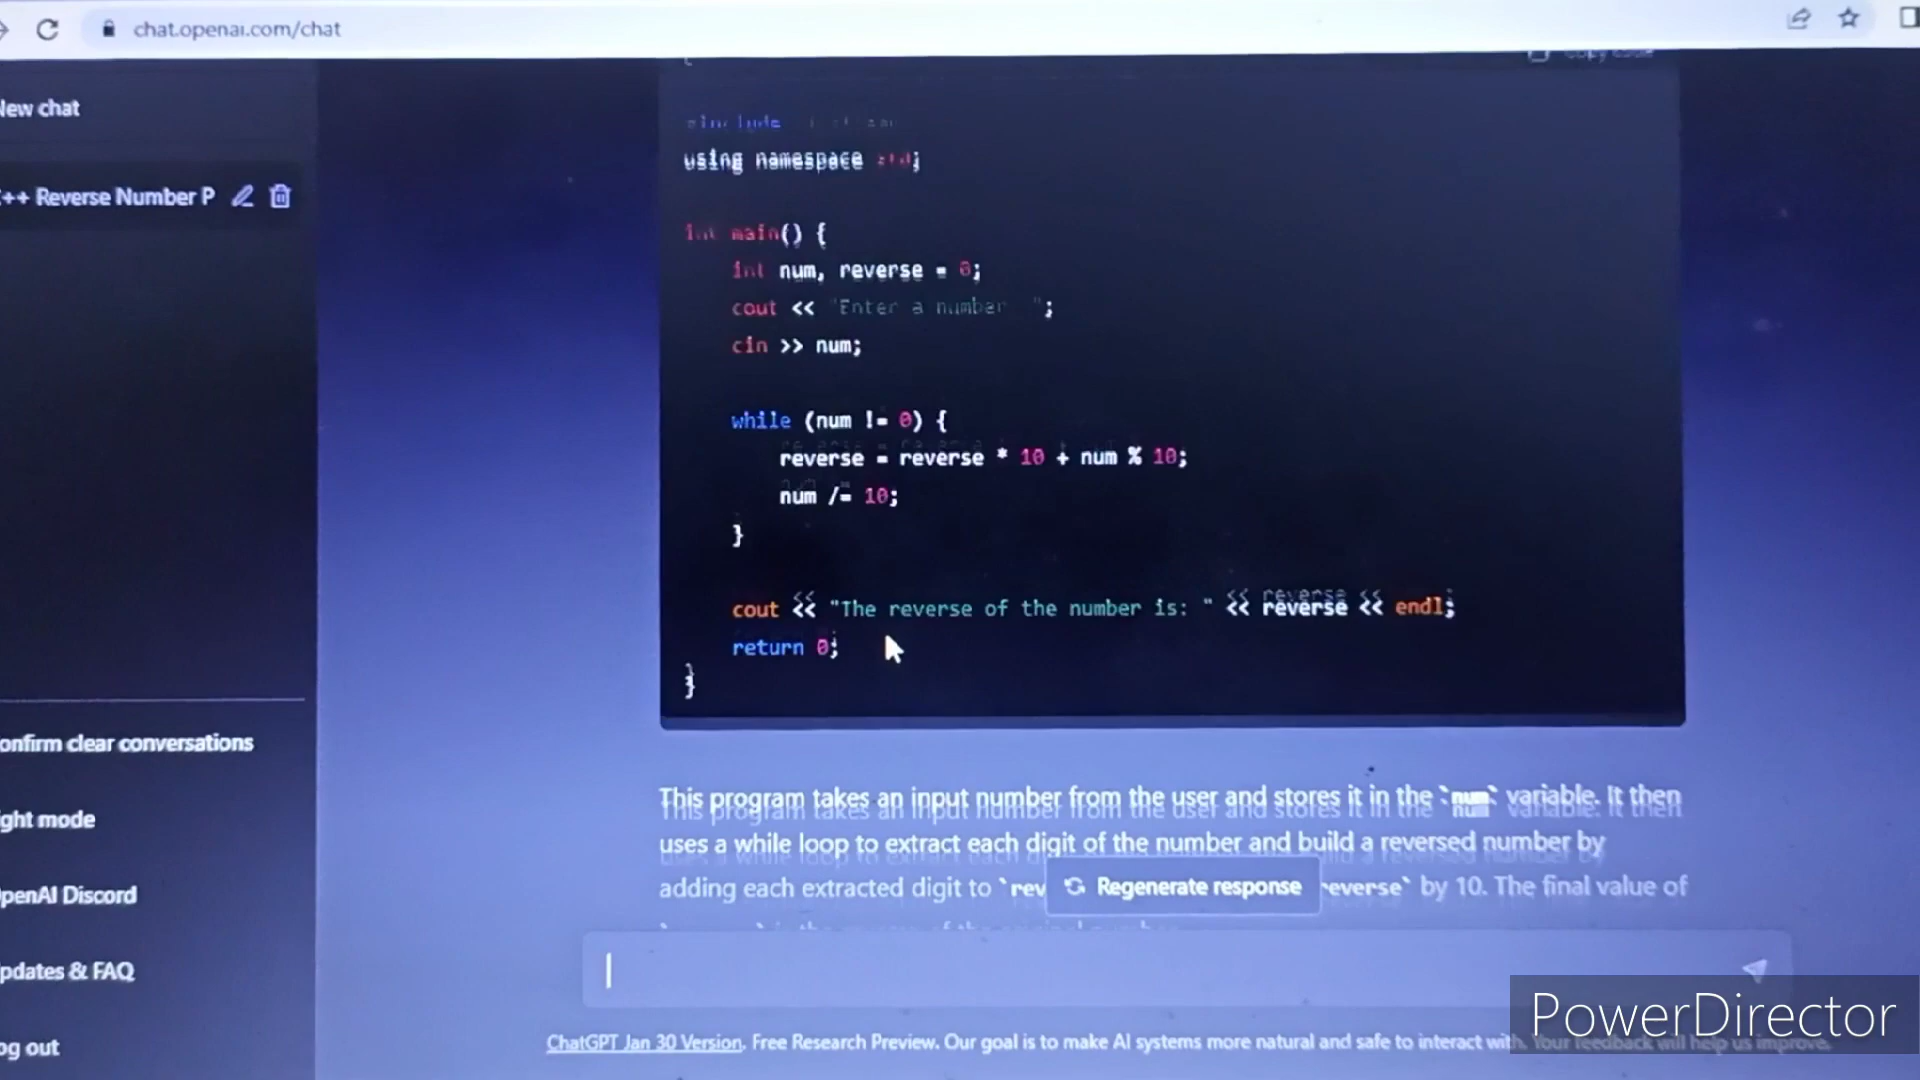 chat.openai.com/chat
New chat
C++ Reverse Number P
using namespace std;
int main() {
int num, reverse = 0;
cout << "Enter a number ";
cin >> num;
while (num != 0) {
reverse = reverse * 10 + num % 10;
num /= 10;
}
cout << "The reverse of the number is: " << reverse << endl;
return 0;
}
onfirm clear conversations
ght mode
penAI Discord
pdates & FAQ
og out
This program takes an input number from the user and stores it in the `num` variable. It then
uses a while loop to extract each digit of the number and build a reversed number by
adding each extracted digit to `rev
Regenerate response
everse` by 10. The final value of
ChatGPT Jan 30 Version. Free Research Preview. Our goal is to make AI systems more natural and safe to interact with. Your feedback will help us improve.
PowerDirector